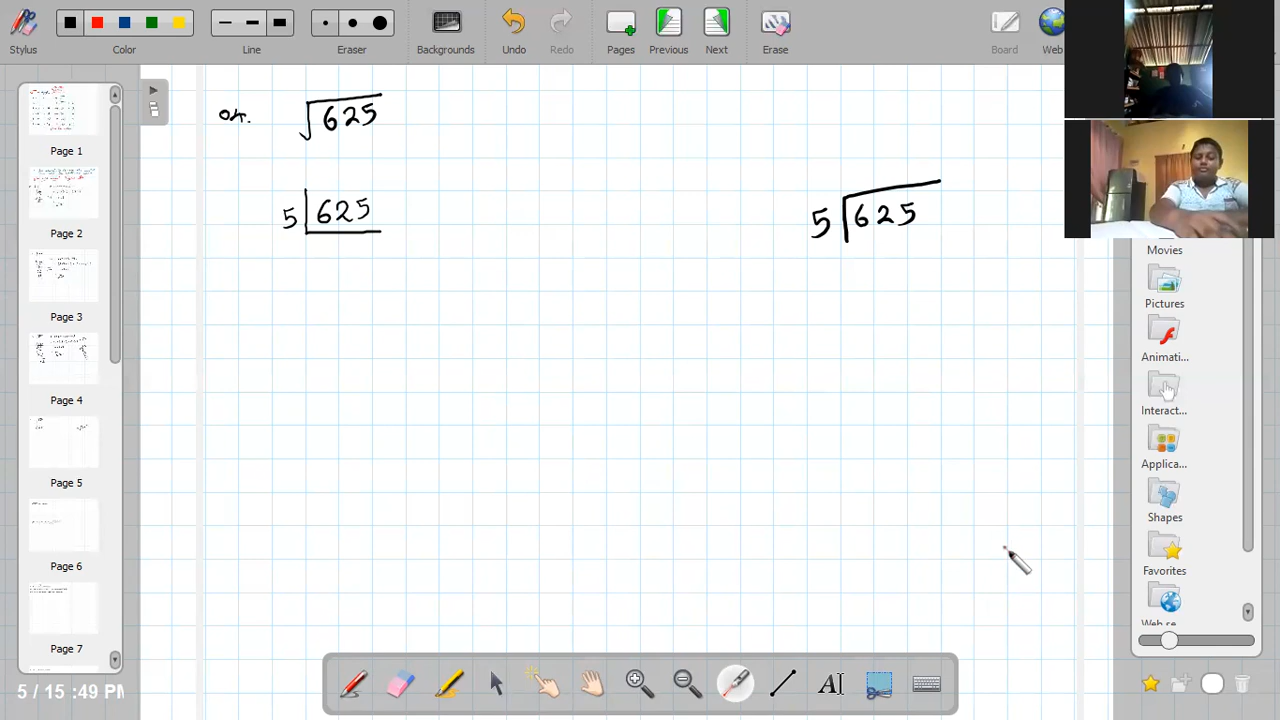 Stylus Color Line Eraser Backgrounds Undo Redo Pages Previous Next Erase Board Web
Page 1
Page 2
Page 3
Page 4
Page 5
Page 6
Page 7
√625
5 625
5 625
Movies
Pictures
Animati...
Interact...
Applica...
Shapes
Favorites
Web se...
5 / 15
:49 PM